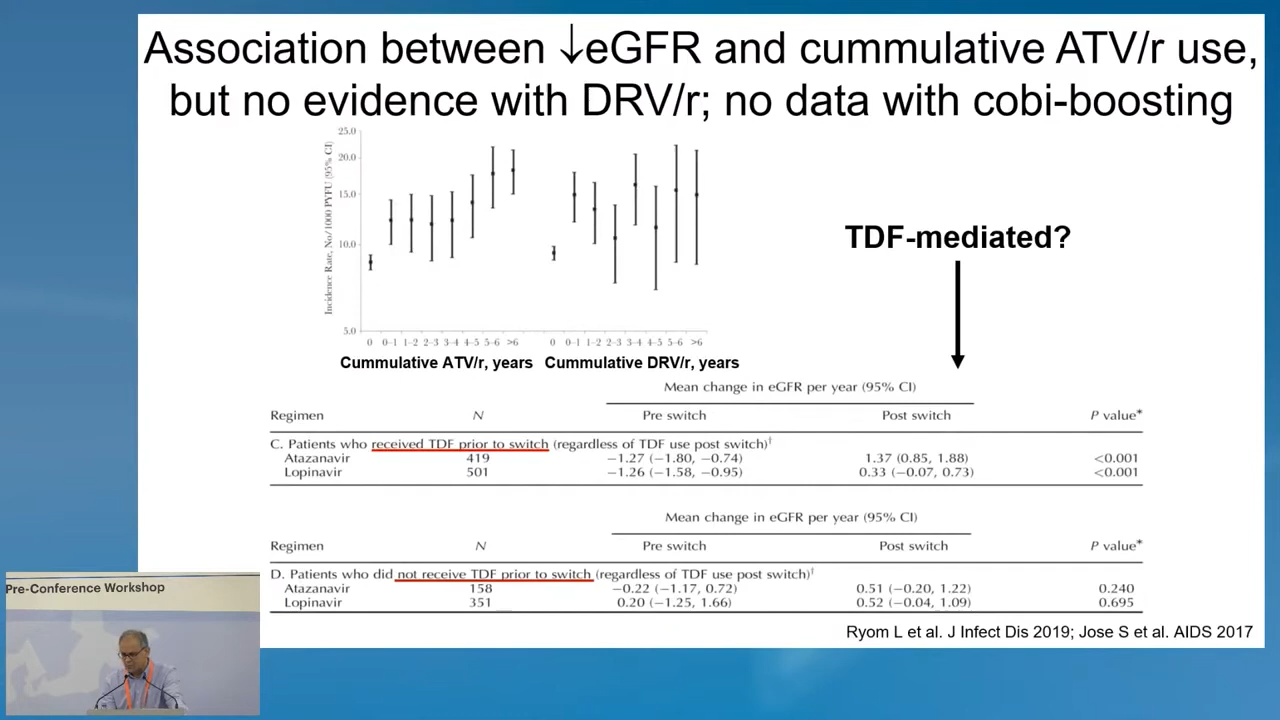 Association between ↓eGFR and cummulative ATV/r use,
but no evidence with DRV/r; no data with cobi-boosting
25.0
20.0
15.0
10.0
5.0
Incidence Rate, No/1000 PYFU (95% CI)
0 0–1 1–2 2–3 3–4 4–5 5–6 >6 0 0–1 1–2 2–3 3–4 4–5 5–6 >6
Cummulative ATV/r, years Cummulative DRV/r, years
TDF-mediated?
Mean change in eGFR per year (95% CI)
Regimen N Pre switch Post switch P value*
C. Patients who received TDF prior to switch (regardless of TDF use post switch)†
Atazanavir 419 −1.27 (−1.80, −0.74) 1.37 (0.85, 1.88) <0.001
Lopinavir 501 −1.26 (−1.58, −0.95) 0.33 (−0.07, 0.73) <0.001
Mean change in eGFR per year (95% CI)
Regimen N Pre switch Post switch P value*
D. Patients who did not receive TDF prior to switch (regardless of TDF use post switch)†
Atazanavir 158 −0.22 (−1.17, 0.72) 0.51 (−0.20, 1.22) 0.240
Lopinavir 351 0.20 (−1.25, 1.66) 0.52 (−0.04, 1.09) 0.695
Ryom L et al. J Infect Dis 2019; Jose S et al. AIDS 2017
Pre-Conference Workshop